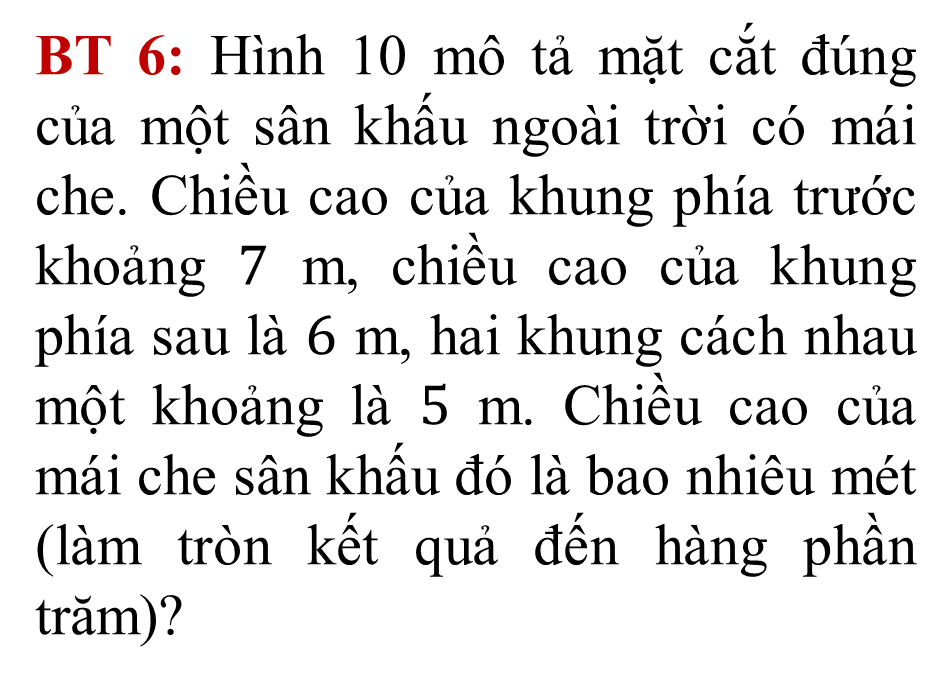 BT 6: Hình 10 mô tả mặt cắt đúng
của một sân khấu ngoài trời có mái
che. Chiều cao của khung phía trước
khoảng 7 m, chiều cao của khung
phía sau là 6 m, hai khung cách nhau
một khoảng là 5 m. Chiều cao của
mái che sân khấu đó là bao nhiêu mét
(làm tròn kết quả đến hàng phần
trăm)?